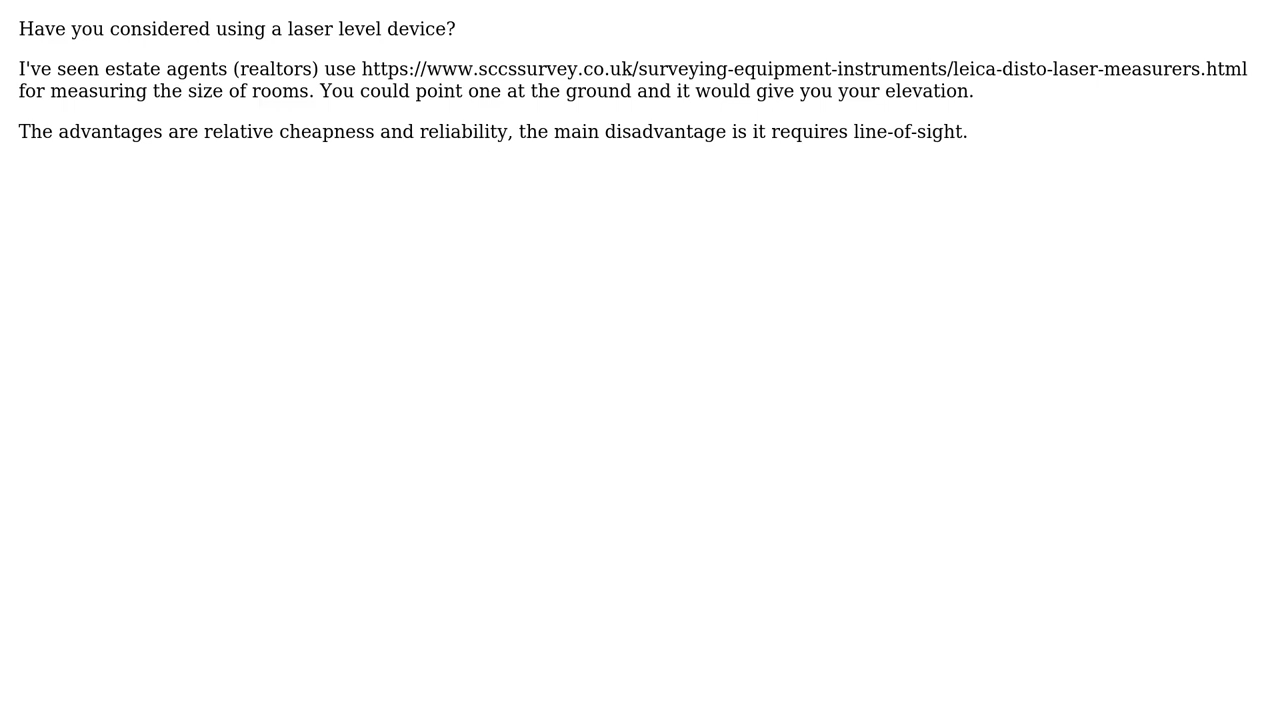 Have you considered using a laser level device?
I've seen estate agents (realtors) use https://www.sccssurvey.co.uk/surveying-equipment-instruments/leica-disto-laser-measurers.html
for measuring the size of rooms. You could point one at the ground and it would give you your elevation.
The advantages are relative cheapness and reliability, the main disadvantage is it requires line-of-sight.